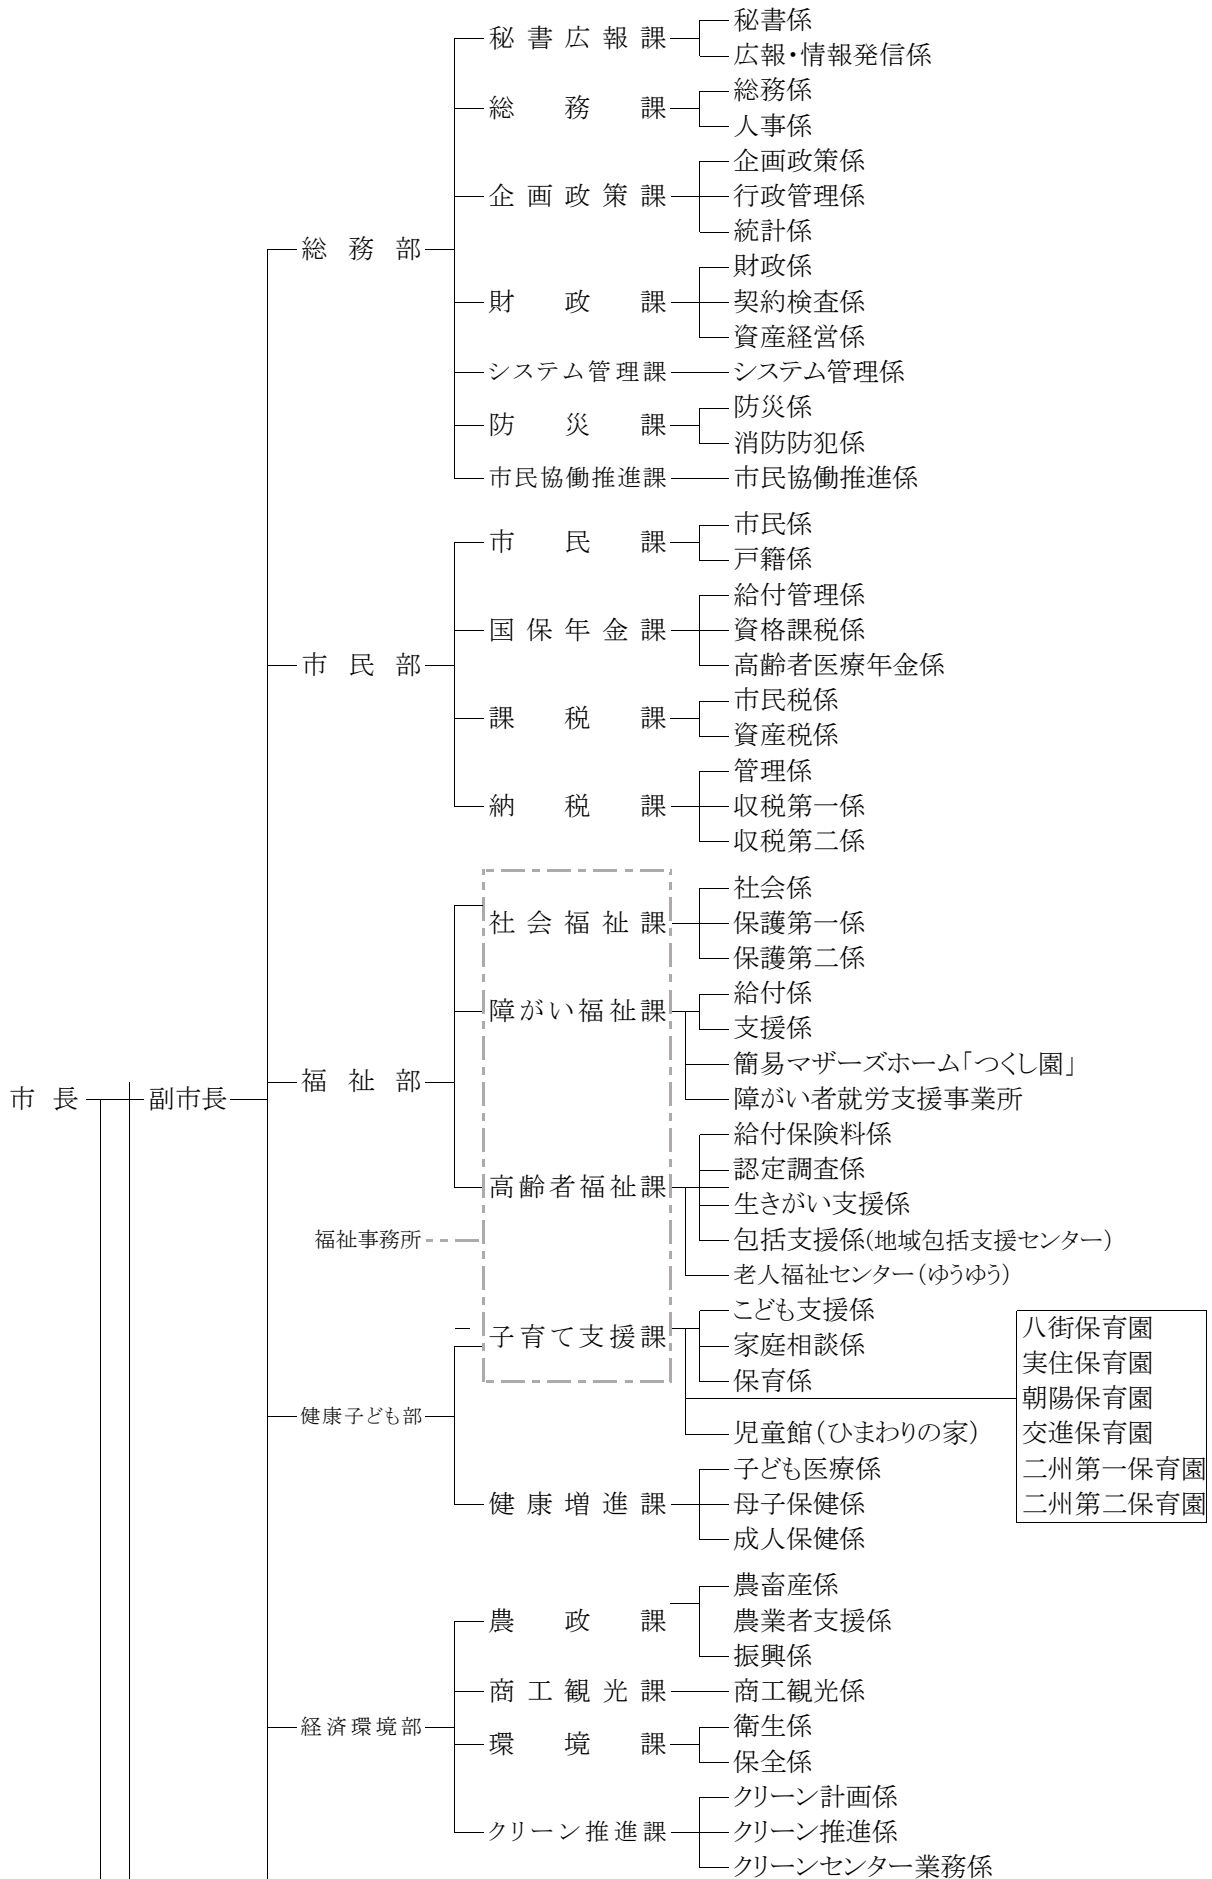 秘書広報課
秘書係
広報・情報発信係
総務課
総務係
人事係
企画政策課
企画政策係
行政管理係
統計係
総務部
財政課
財政係
契約検査係
資産経営係
システム管理課
システム管理係
防災課
防災係
消防防犯係
市民協働推進課
市民協働推進係
市民課
市民係
戸籍係
国保年金課
給付管理係
資格課税係
高齢者医療年金係
市民部
課税課
市民税係
資産税係
納税課
管理係
収税第一係
収税第二係
社会福祉課
社会係
保護第一係
保護第二係
障がい福祉課
給付係
支援係
簡易マザーズホーム「つくし園」
障がい者就労支援事業所
市長
副市長
福祉部
高齢者福祉課
給付保険料係
認定調査係
生きがい支援係
包括支援係(地域包括支援センター)
老人福祉センター(ゆうゆう)
福祉事務所
子育て支援課
こども支援係
家庭相談係
保育係
児童館(ひまわりの家)
八街保育園
実住保育園
朝陽保育園
交進保育園
二州第一保育園
二州第二保育園
健康子ども部
健康増進課
子ども医療係
母子保健係
成人保健係
農政課
農畜産係
農業者支援係
振興係
商工観光課
商工観光係
経済環境部
環境課
衛生係
保全係
クリーン推進課
クリーン計画係
クリーン推進係
クリーンセンター業務係